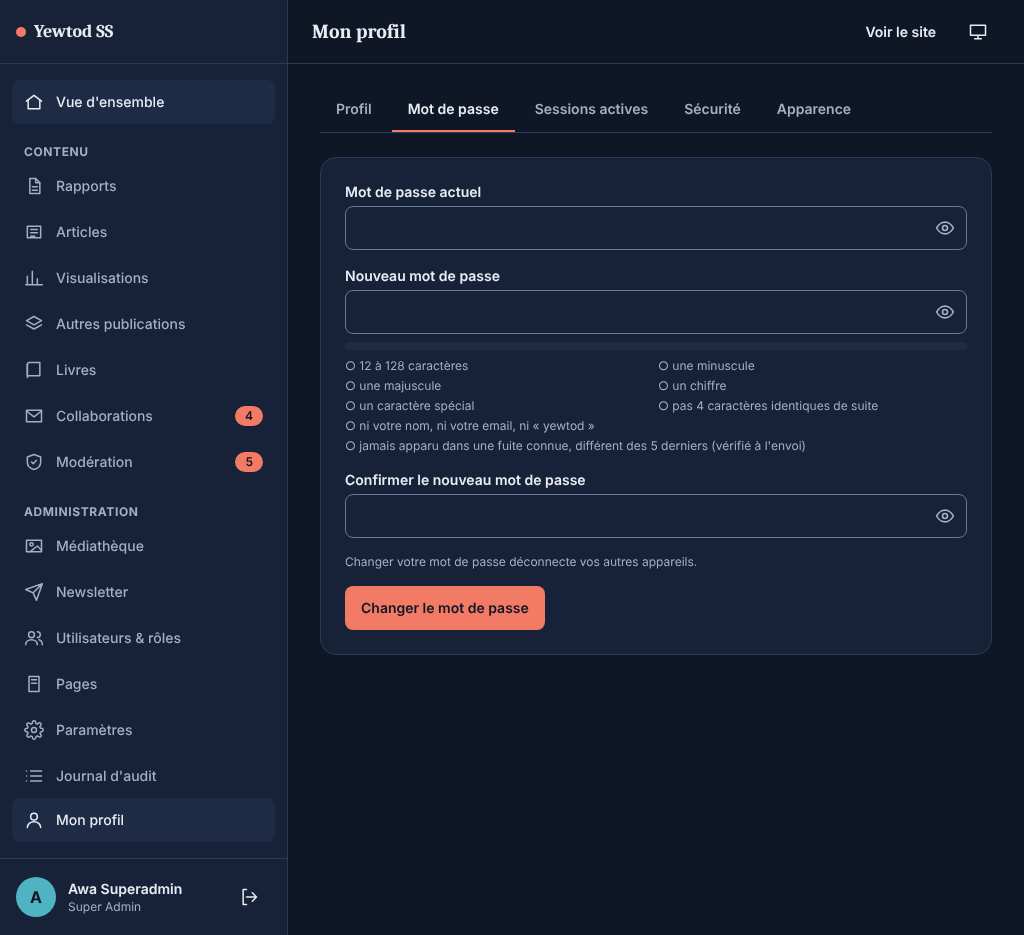 Yewtod SS
Mon profil
Voir le site
Vue d'ensemble
CONTENU
Rapports
Articles
Visualisations
Autres publications
Livres
Collaborations 4
Modération 5
ADMINISTRATION
Médiathèque
Newsletter
Utilisateurs & rôles
Pages
Paramètres
Journal d'audit
Mon profil
A
Awa Superadmin
Super Admin
Profil Mot de passe Sessions actives Sécurité Apparence
Mot de passe actuel
Nouveau mot de passe
12 à 128 caractères une minuscule
une majuscule un chiffre
un caractère spécial pas 4 caractères identiques de suite
ni votre nom, ni votre email, ni « yewtod »
jamais apparu dans une fuite connue, différent des 5 derniers (vérifié à l'envoi)
Confirmer le nouveau mot de passe
Changer votre mot de passe déconnecte vos autres appareils.
Changer le mot de passe